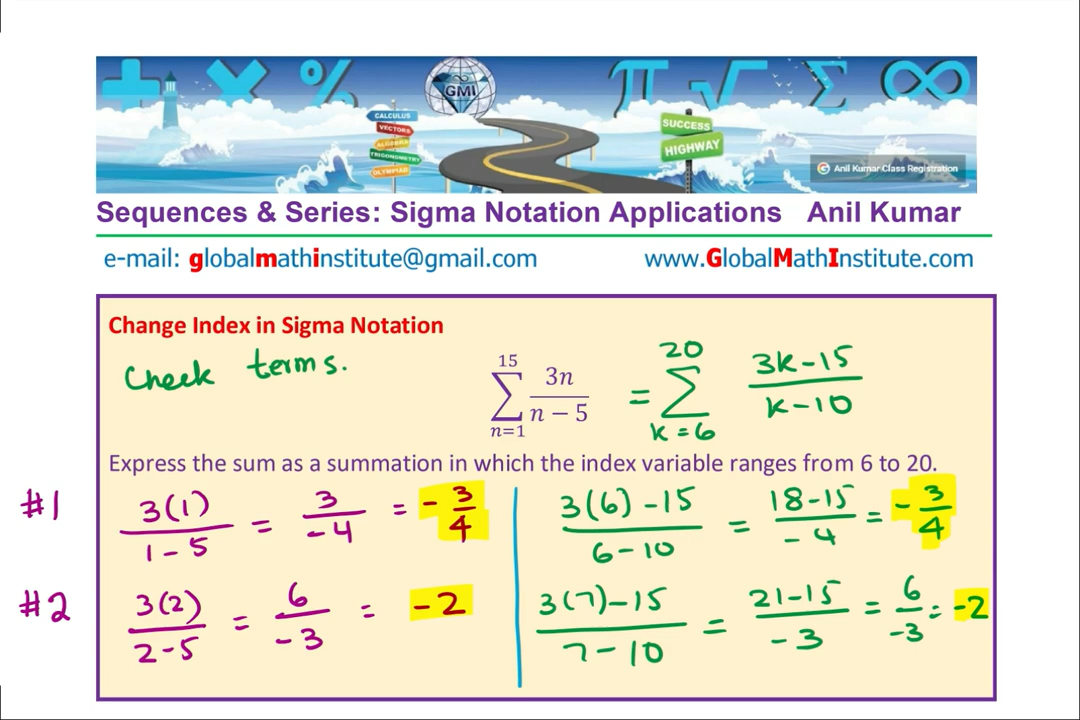 + × % GMI π √ Σ ∞
CALCULUS
VECTORS
ALGEBRA
TRIGONOMETRY
OLYMPIAD
SUCCESS
HIGHWAY
G Anil Kumar Class Registration
Sequences & Series: Sigma Notation Applications Anil Kumar
e-mail: globalmathinstitute@gmail.com www.GlobalMathInstitute.com
Change Index in Sigma Notation
Check terms.
15
∑ 3n/(n − 5)
n=1
20
= ∑ (3k-15)/(k-10)
k=6
Express the sum as a summation in which the index variable ranges from 6 to 20.
#1 3(1)/(1-5) = 3/-4 = -3/4
(3(6)-15)/(6-10) = (18-15)/-4 = -3/4
#2 3(2)/(2-5) = 6/-3 = -2
(3(7)-15)/(7-10) = (21-15)/-3 = 6/-3 = -2